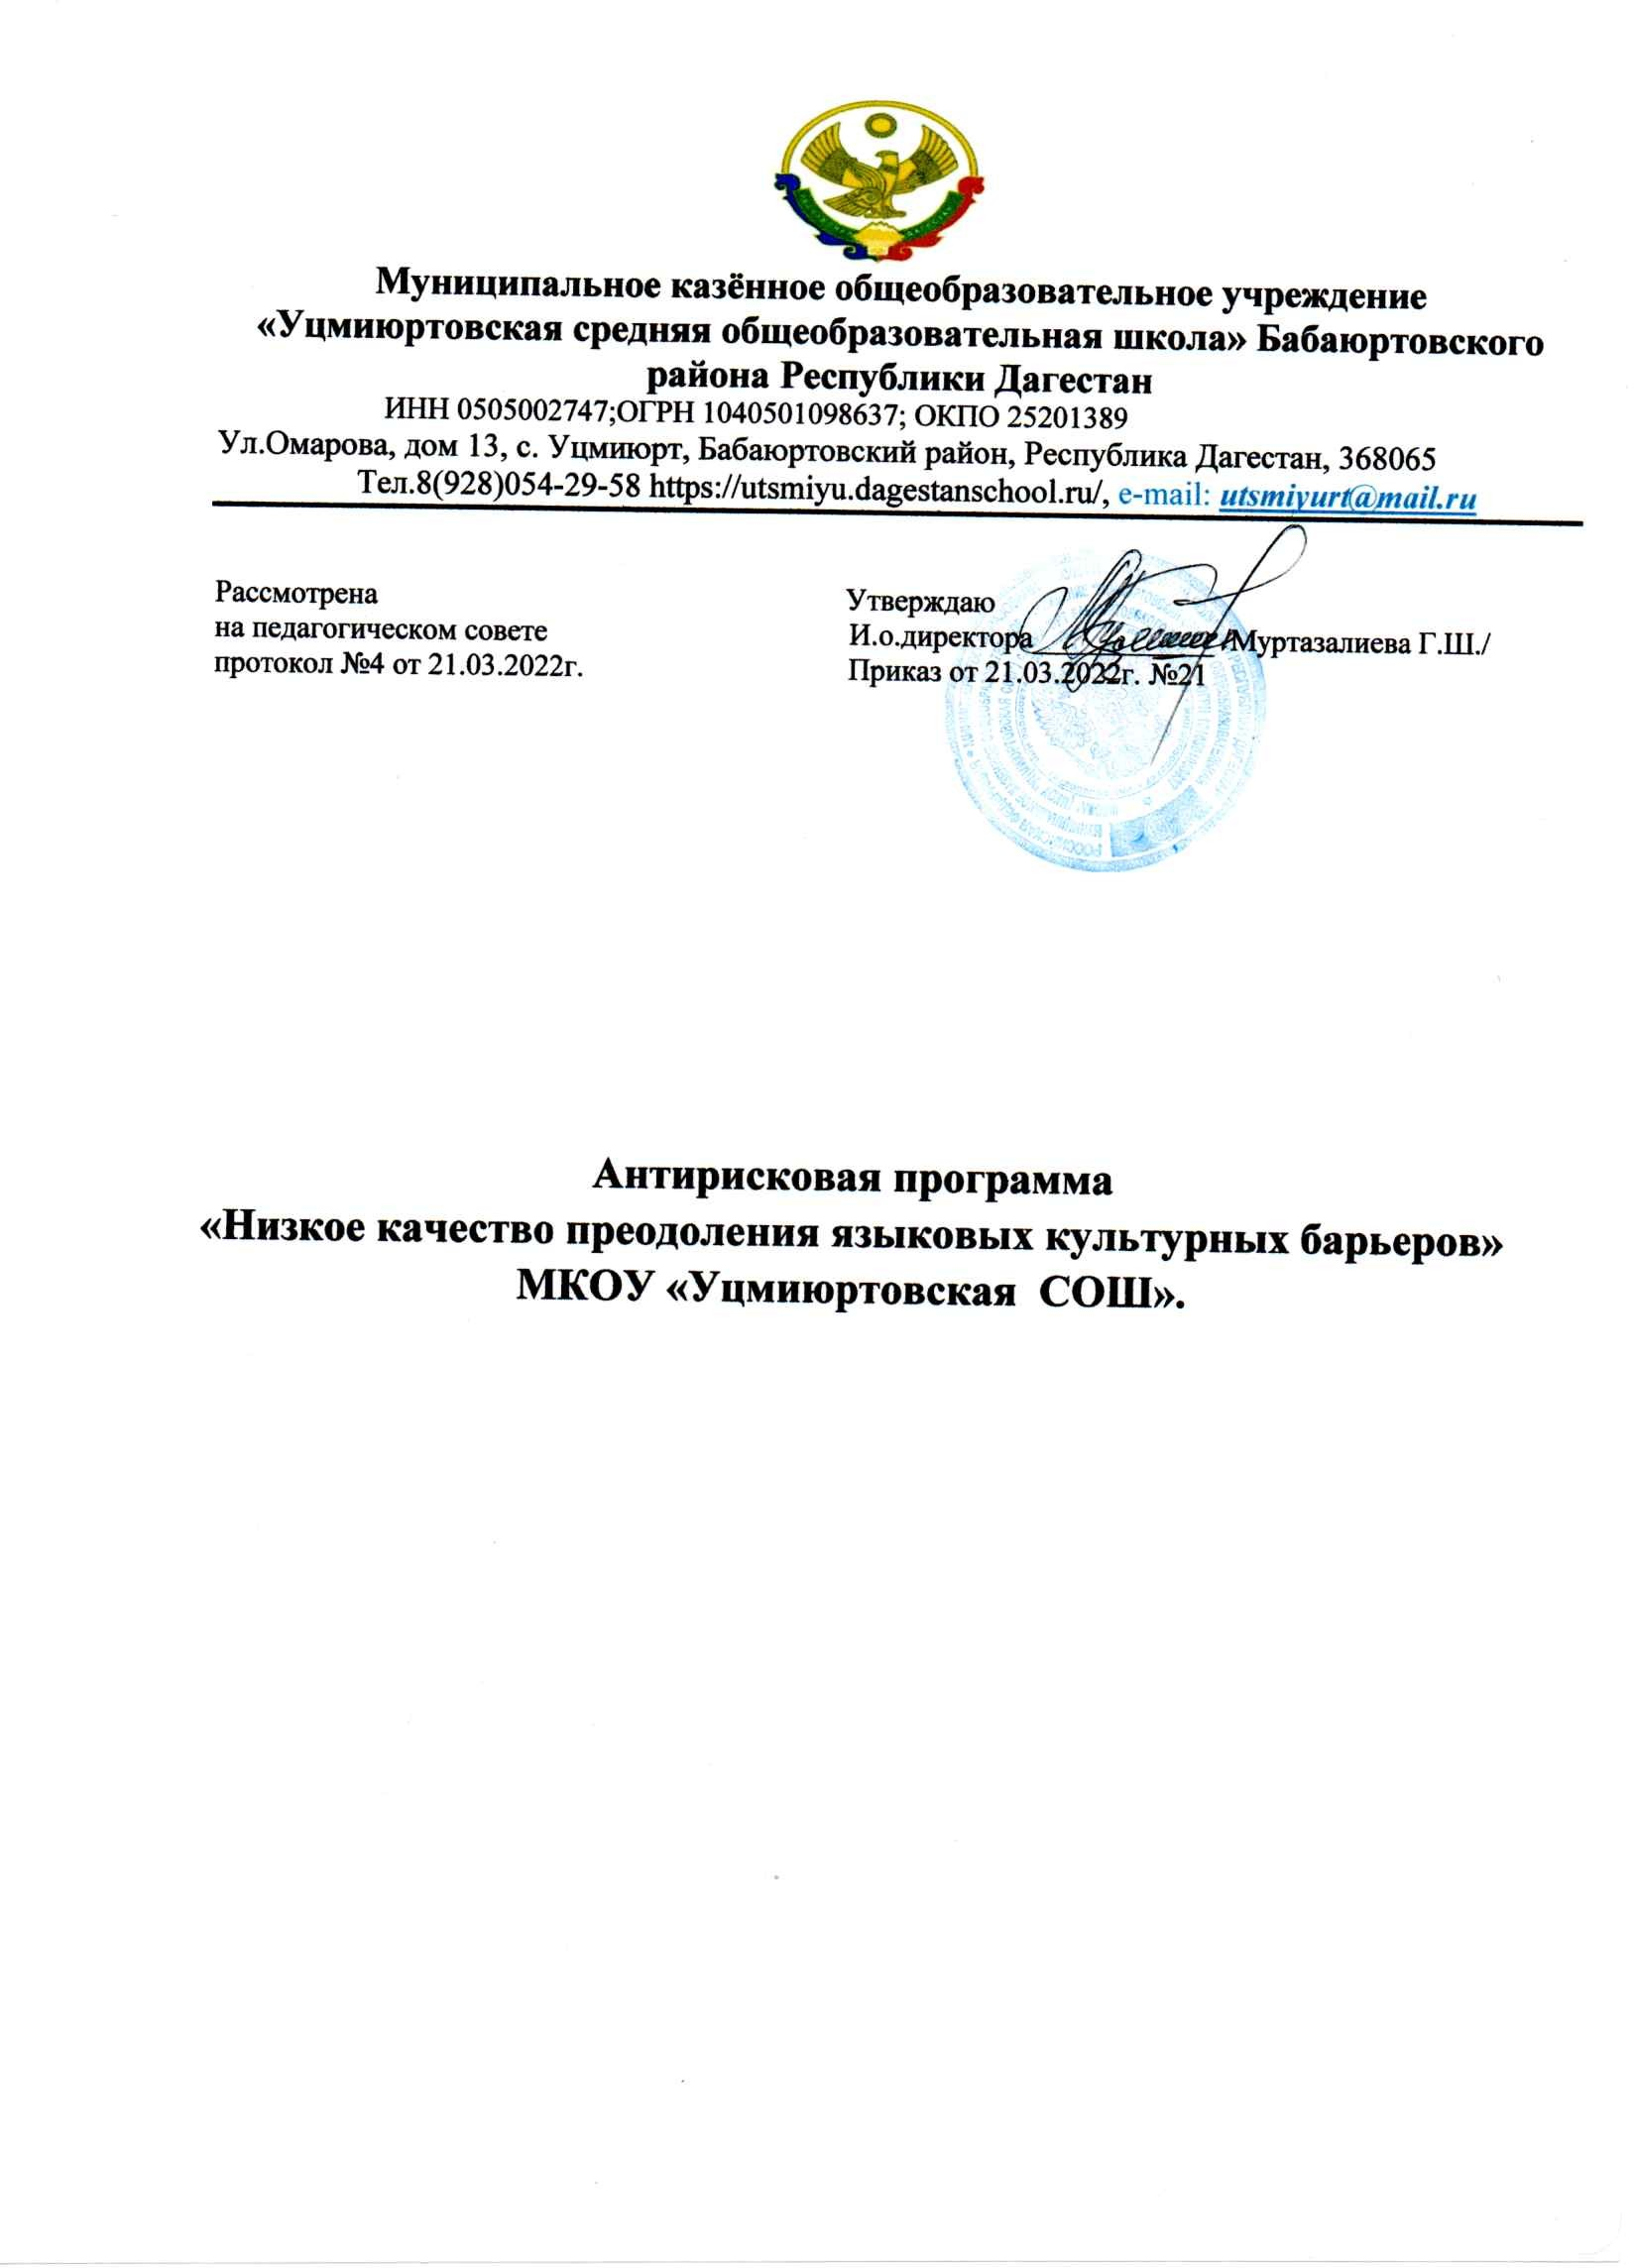 Муниципальное казённое общеобразовательное учреждение
«Уцмиюртовская средняя общеобразовательная школа» Бабаюртовского
района Республики Дагестан
ИНН 0505002747;ОГРН 1040501098637; ОКПО 25201389
Ул.Омарова, дом 13, с. Уцмиюрт, Бабаюртовский район, Республика Дагестан, 368065
Тел.8(928)054-29-58 https://utsmiyu.dagestanschool.ru/, e-mail: utsmiyurt@mail.ru
Рассмотрена
на педагогическом совете
протокол №4 от 21.03.2022г.
Утверждаю
И.о.директора /Муртазалиева Г.Ш./
Приказ от 21.03.2022г. №21
Антирисковая программа
«Низкое качество преодоления языковых культурных барьеров»
МКОУ «Уцмиюртовская СОШ».